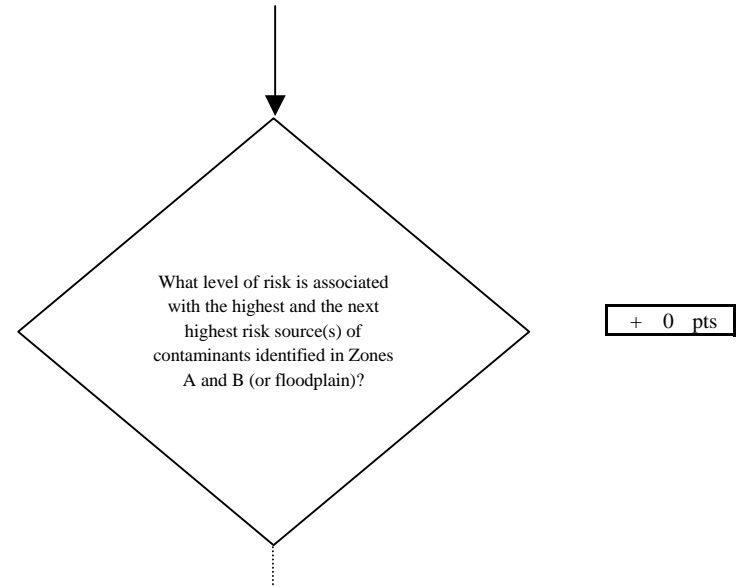 What level of risk is associated
with the highest and the next
highest risk source(s) of
contaminants identified in Zones
A and B (or floodplain)?
+ 0 pts